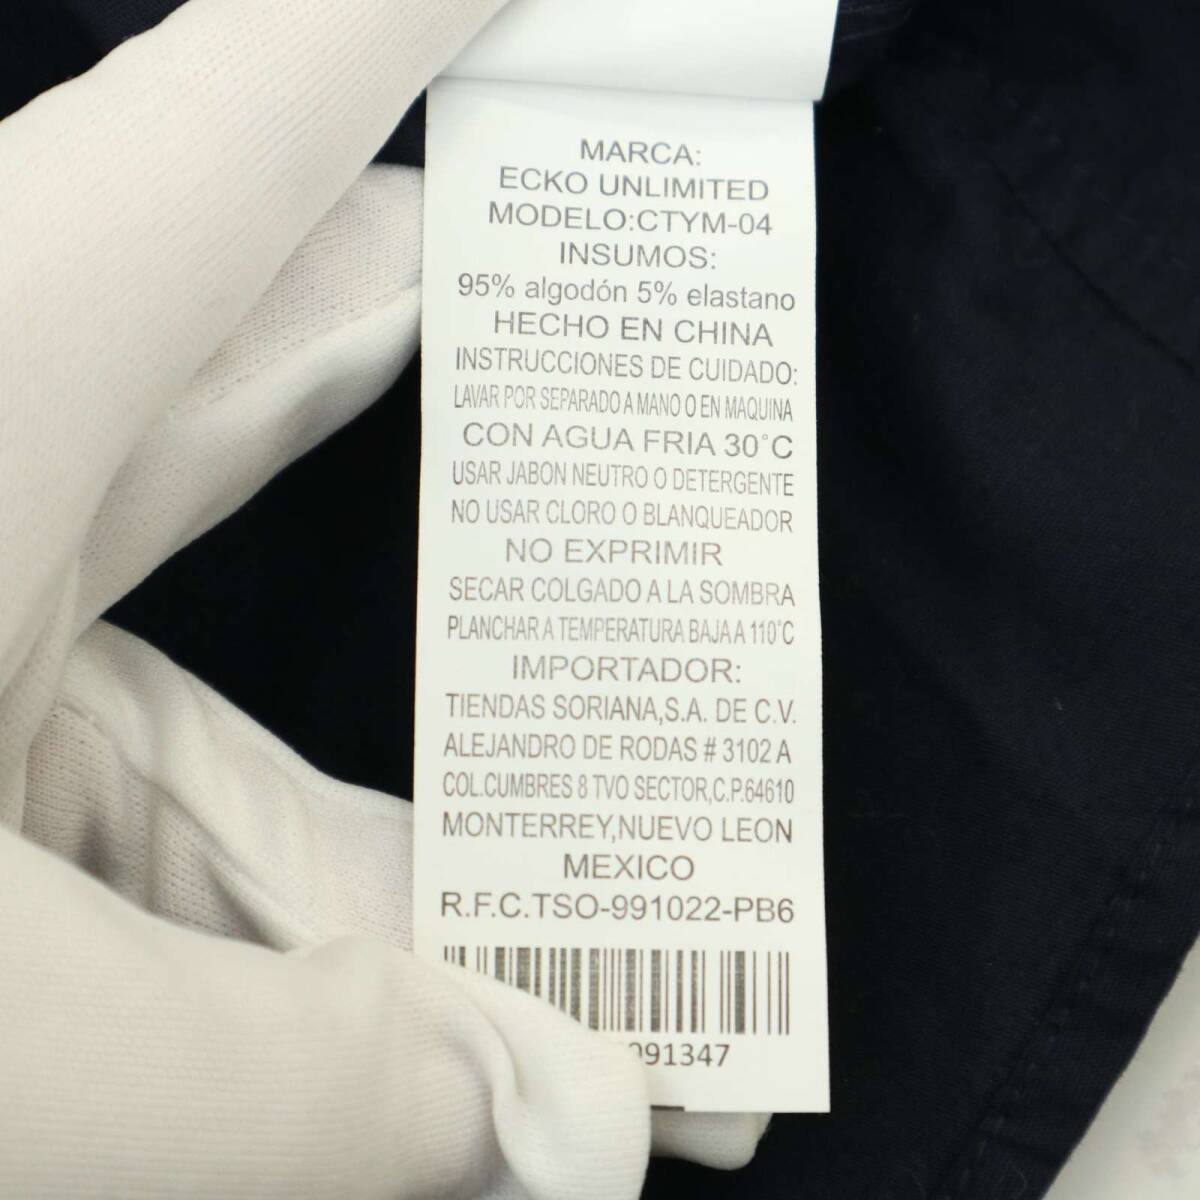 MARCA:
ECKO UNLIMITED
MODELO:CTYM-04
INSUMOS:
95% algodón 5% elastano
HECHO EN CHINA
INSTRUCCIONES DE CUIDADO:
LAVAR POR SEPARADO A MANO O EN MAQUINA
CON AGUA FRIA 30°C
USAR JABON NEUTRO O DETERGENTE
NO USAR CLORO O BLANQUEADOR
NO EXPRIMIR
SECAR COLGADO A LA SOMBRA
PLANCHAR A TEMPERATURA BAJA A 110°C
IMPORTADOR:
TIENDAS SORIANA,S.A. DE C.V.
ALEJANDRO DE RODAS # 3102 A
COL.CUMBRES 8 TVO SECTOR,C.P.64610
MONTERREY,NUEVO LEON
MEXICO
R.F.C.TSO-991022-PB6
091347